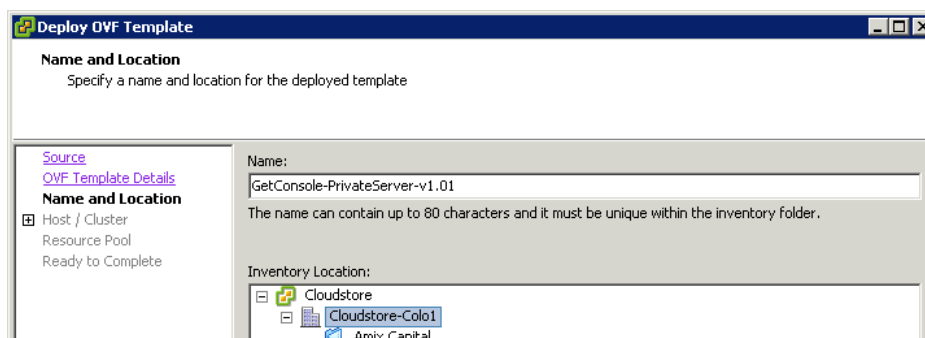 Deploy OVF Template
Name and Location
Specify a name and location for the deployed template
Source
OVF Template Details
Name and Location
Host / Cluster
Resource Pool
Ready to Complete
Name:
GetConsole-PrivateServer-v1.01
The name can contain up to 80 characters and it must be unique within the inventory folder.
Inventory Location:
Cloudstore
Cloudstore-Colo1
Amix Capital